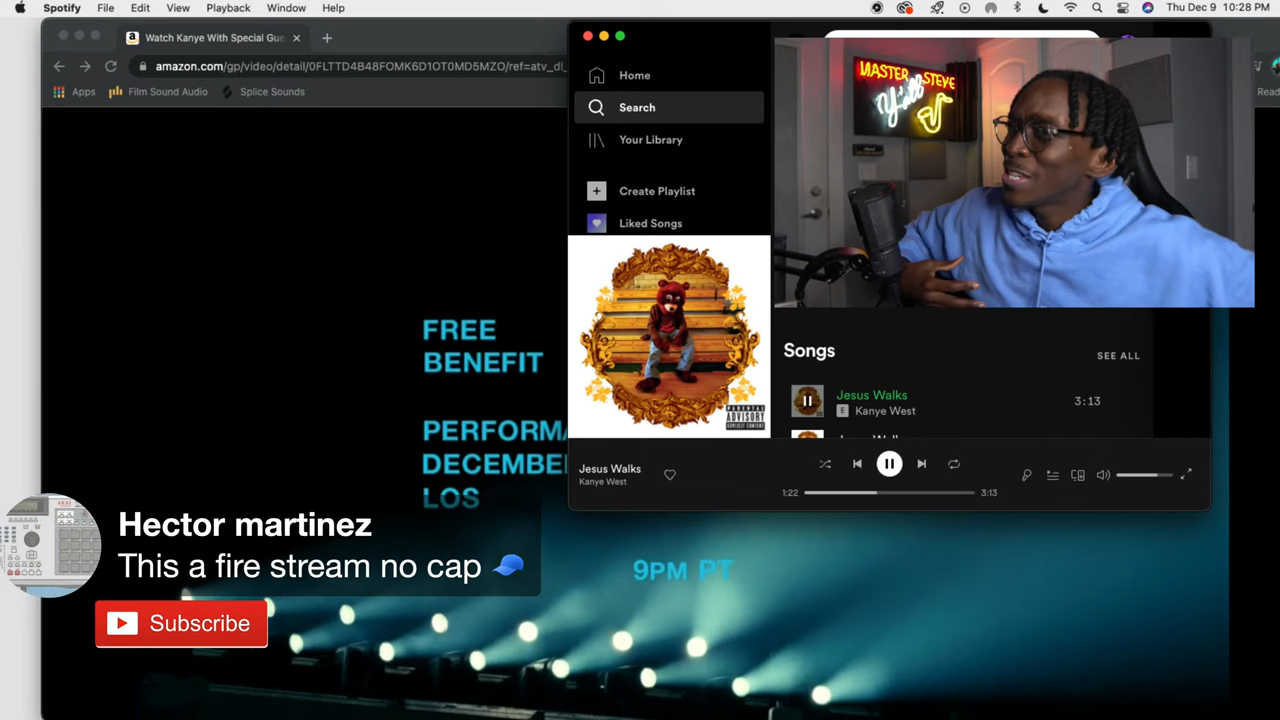 Spotify File Edit View Playback Window Help
Thu Dec 9 10:28 PM
Watch Kanye With Special Gue
amazon.com/gp/video/detail/0FLTTD4B48FOMK6D1OT0MD5MZO/ref=atv_dl_
Apps Film Sound Audio Splice Sounds
Read
Home
Search
Your Library
Create Playlist
Liked Songs
MASTER STEVE
Y'all
PARENTAL
ADVISORY
EXPLICIT CONTENT
Songs
SEE ALL
Jesus Walks
3:13
E Kanye West
Jesus Walks
Kanye West
1:22
3:13
FREE
BENEFIT
PERFORMA
DECEMBE
LOS
9PM PT
Hector martinez
This a fire stream no cap 🧢
Subscribe